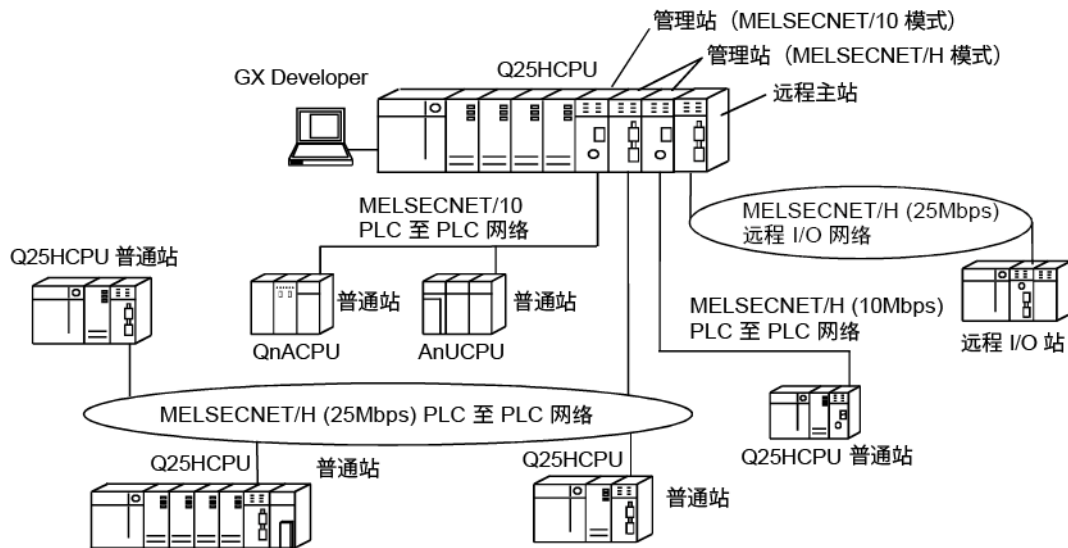 管理站（MELSECNET/10 模式）
Q25HCPU
管理站（MELSECNET/H 模式）
GX Developer
远程主站
MELSECNET/10
PLC 至 PLC 网络
MELSECNET/H (25Mbps)
远程 I/O 网络
Q25HCPU 普通站
普通站
普通站
QnACPU
AnUCPU
MELSECNET/H (10Mbps)
PLC 至 PLC 网络
远程 I/O 站
MELSECNET/H (25Mbps) PLC 至 PLC 网络
Q25HCPU 普通站
Q25HCPU
普通站
Q25HCPU
普通站